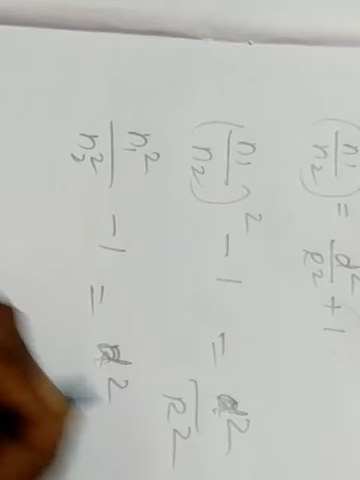 (n₁/n₂) = d²/R² + 1
(n₁/n₂)² - 1 = d²/R²
n₁²/n₂² - 1 = d²